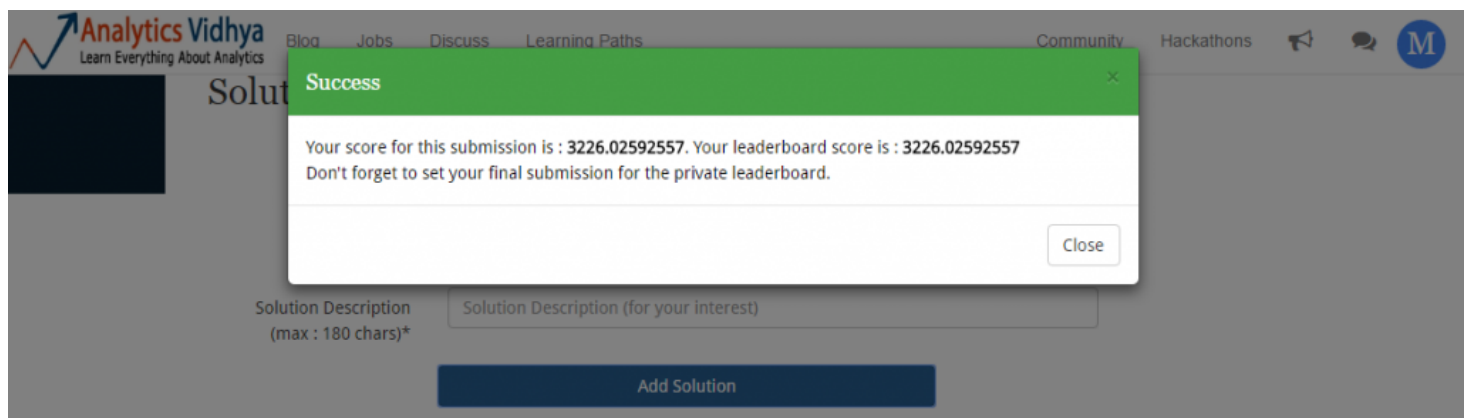 Analytics Vidhya
Learn Everything About Analytics
Blog Jobs Discuss Learning Paths Community Hackathons M
Solut
Success ×
Your score for this submission is : 3226.02592557. Your leaderboard score is : 3226.02592557
Don't forget to set your final submission for the private leaderboard.
Close
Solution Description
(max : 180 chars)*
Solution Description (for your interest)
Add Solution